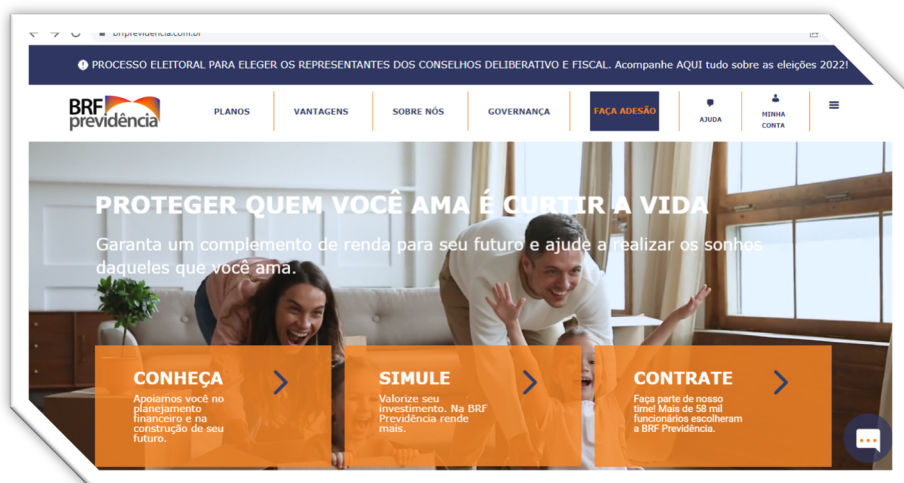 brfprevidencia.com.br
PROCESSO ELEITORAL PARA ELEGER OS REPRESENTANTES DOS CONSELHOS DELIBERATIVO E FISCAL. Acompanhe AQUI tudo sobre as eleições 2022!
BRF
previdência
PLANOS
VANTAGENS
SOBRE NÓS
GOVERNANÇA
FAÇA ADESÃO
AJUDA
MINHA
CONTA
PROTEGER QUEM VOCÊ AMA É CURTIR A VIDA
Garanta um complemento de renda para seu futuro e ajude a realizar os sonhos
daqueles que você ama.
CONHEÇA
Apoiamos você no
planejamento
financeiro e na
construção de seu
futuro.
SIMULE
Valorize seu
investimento. Na BRF
Previdência rende
mais.
CONTRATE
Faça parte de nosso
time! Mais de 58 mil
funcionários escolheram
a BRF Previdência.